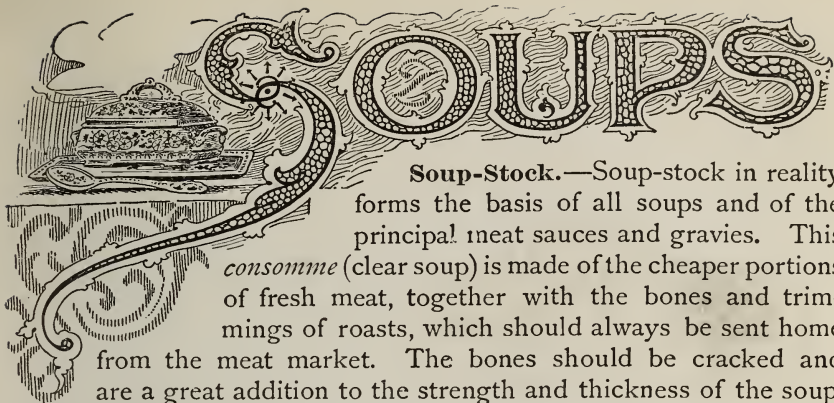 SOUPS
Soup-Stock.—Soup-stock in reality
forms the basis of all soups and of the
principal meat sauces and gravies. This
consomme (clear soup) is made of the cheaper portions
of fresh meat, together with the bones and trim-
mings of roasts, which should always be sent home
from the meat market. The bones should be cracked and
are a great addition to the strength and thickness of the soup